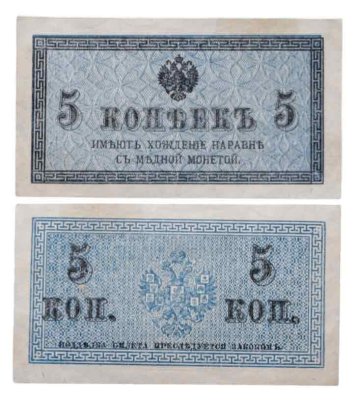 5 КОПѢЕКЪ 5
ИМѢЮТЪ ХОЖДЕНІЕ НАРАВНѢ
СЪ МѢДНОЙ МОНЕТОЙ.
5 5
КОП. КОП.
ПОДДѢЛКА БИЛЕТА ПРЕСЛѢДУЕТСЯ ЗАКОНОМЪ.